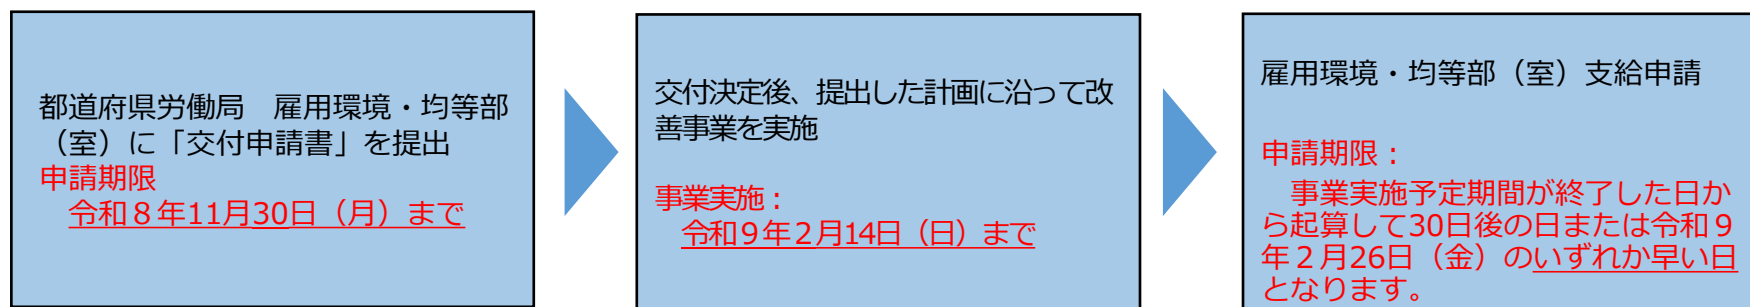 都道府県労働局　雇用環境・均等部
（室）に「交付申請書」を提出
申請期限
　令和８年11月30日（月）まで
交付決定後、提出した計画に沿って改
善事業を実施
事業実施：
　令和９年２月14日（日）まで
雇用環境・均等部（室）支給申請
申請期限：
　事業実施予定期間が終了した日か
ら起算して30日後の日または令和９
年２月26日（金）のいずれか早い日
となります。